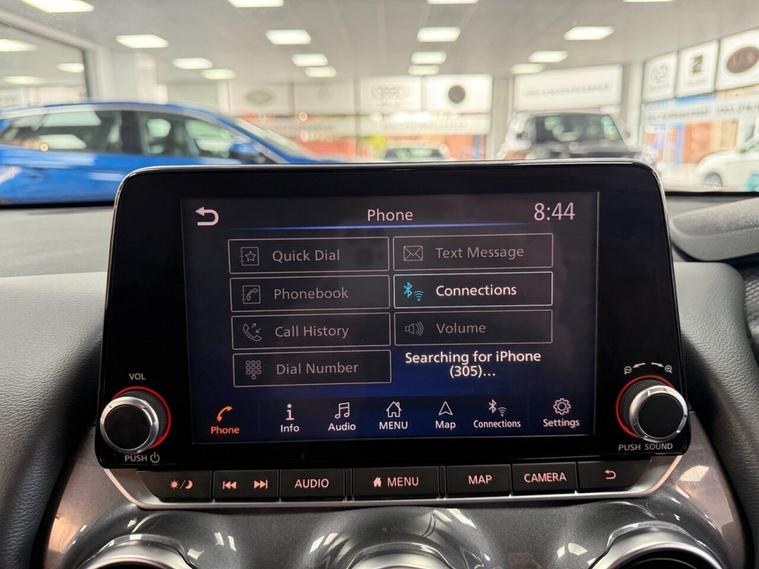 Phone
8:44
Quick Dial
Text Message
Phonebook
Connections
Call History
Volume
Dial Number
Searching for iPhone
(305)...
VOL
PUSH
PUSH SOUND
Phone
Info
Audio
MENU
Map
Connections
Settings
AUDIO
MENU
MAP
CAMERA